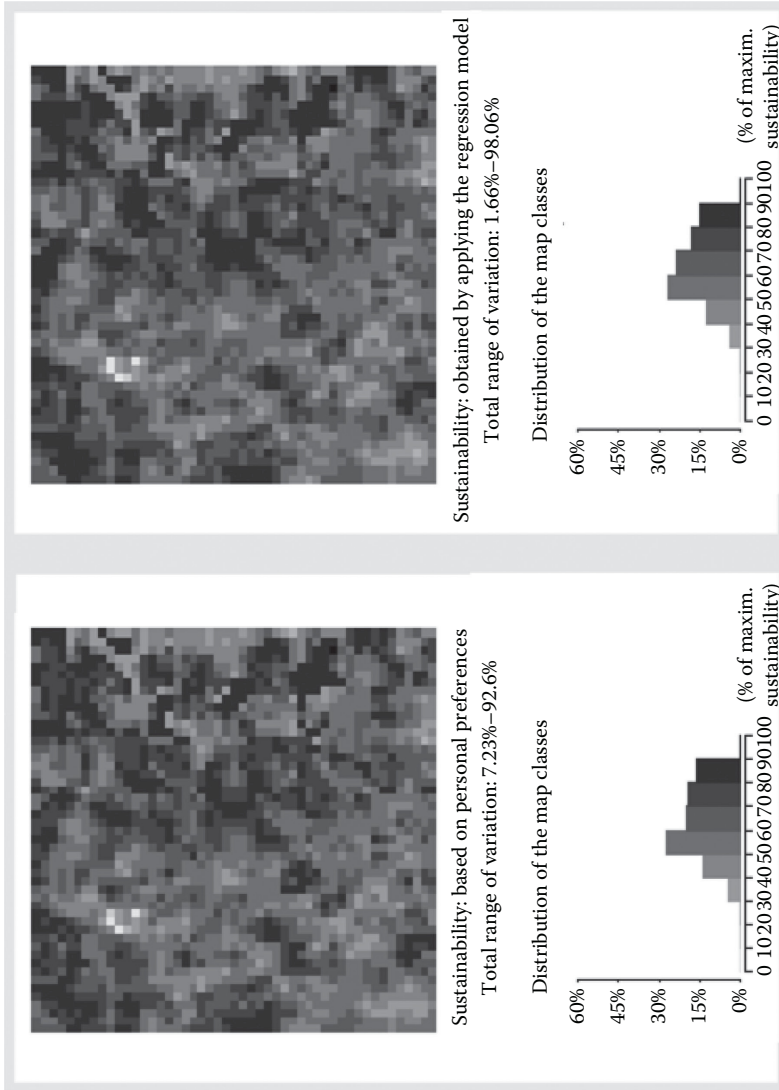 Sustainability: based on personal preferences
Total range of variation: 7.23%–92.6%
Distribution of the map classes
60%
45%
30%
15%
0%
0 10 20 30 40 50 60 70 80 90 100
(% of maxim.
sustainability)
Sustainability: obtained by applying the regression model
Total range of variation: 1.66%–98.06%
Distribution of the map classes
60%
45%
30%
15%
0%
0 10 20 30 40 50 60 70 80 90 100
(% of maxim.
sustainability)